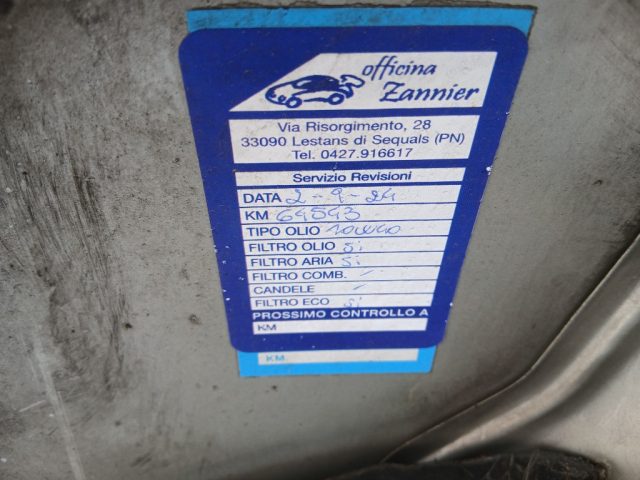 officina
Zannier
Via Risorgimento, 28
33090 Lestans di Sequals (PN)
Tel. 0427.916617
Servizio Revisioni
DATA 2-9-24
KM 64543
TIPO OLIO 10W40
FILTRO OLIO si
FILTRO ARIA si
FILTRO COMB. /
CANDELE /
FILTRO ECO si
PROSSIMO CONTROLLO A
KM
KM.